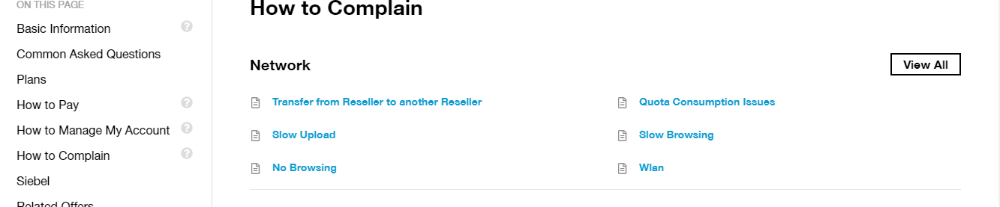 ON THIS PAGE
Basic Information
Common Asked Questions
Plans
How to Pay
How to Manage My Account
How to Complain
Siebel
Related Offers
How to Complain
Network
View All
Transfer from Reseller to another Reseller
Quota Consumption Issues
Slow Upload
Slow Browsing
No Browsing
Wlan